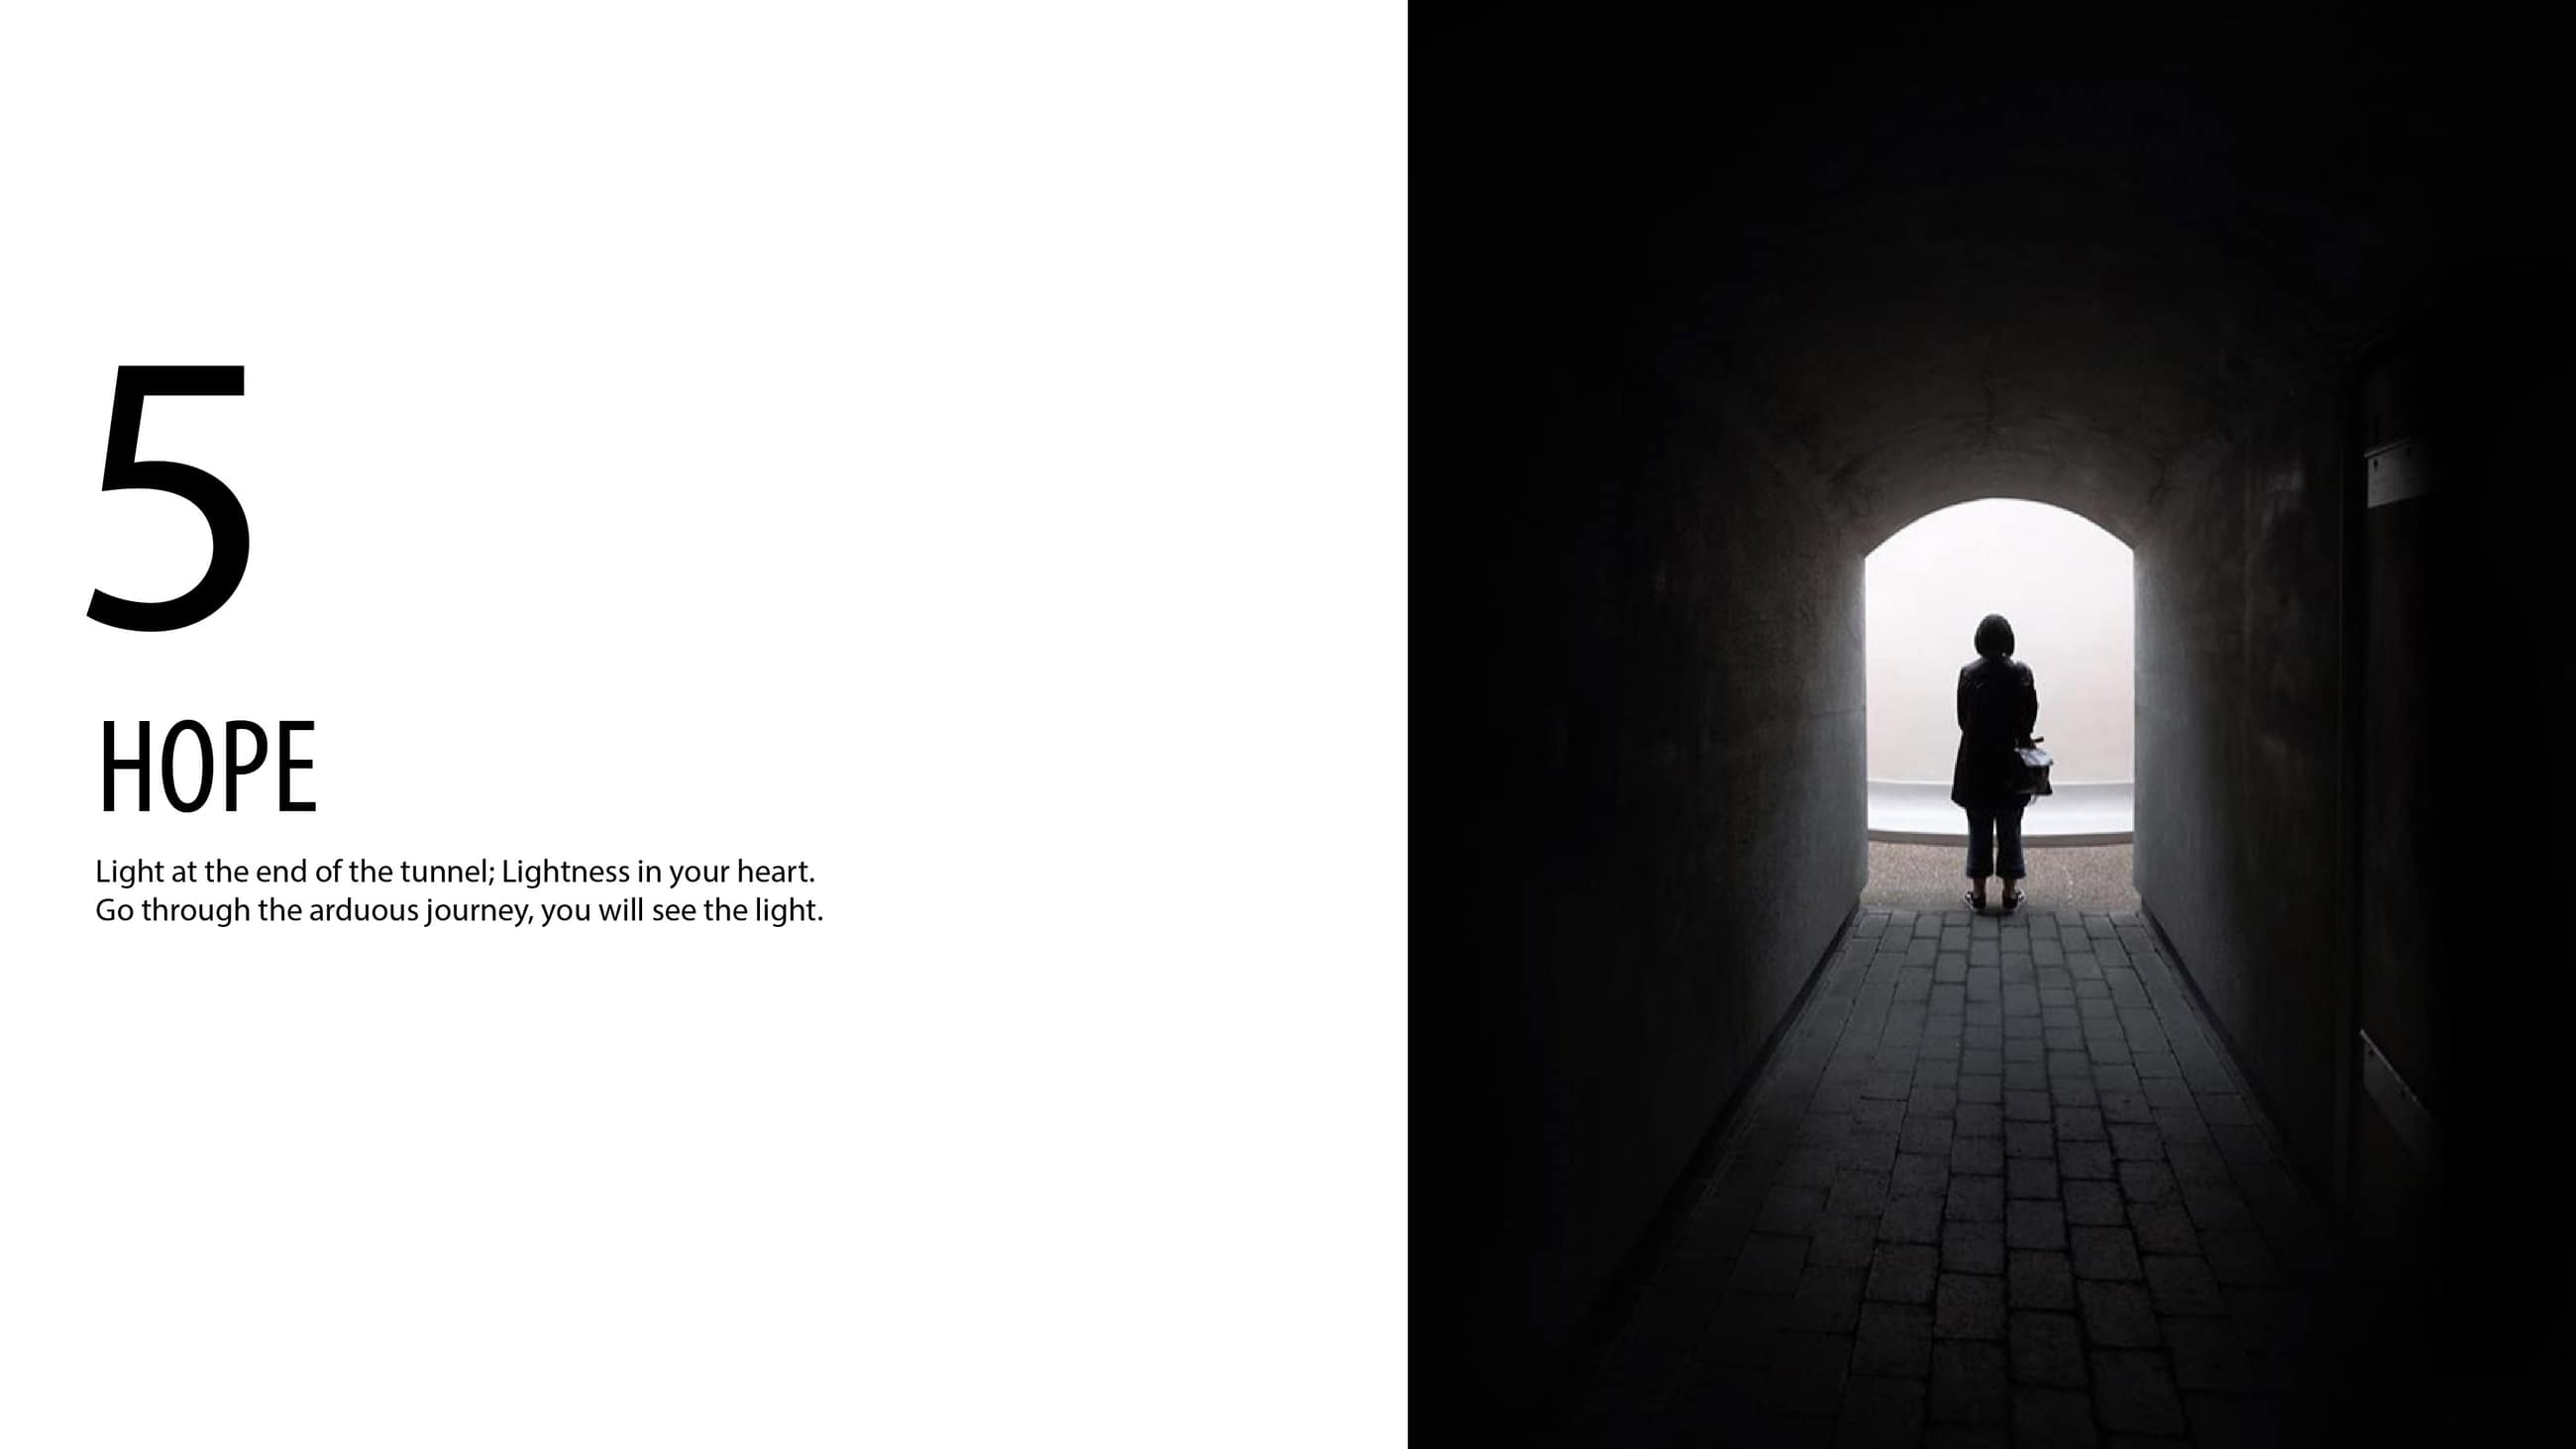 5
HOPE
Light at the end of the tunnel; Lightness in your heart.
Go through the arduous journey, you will see the light.